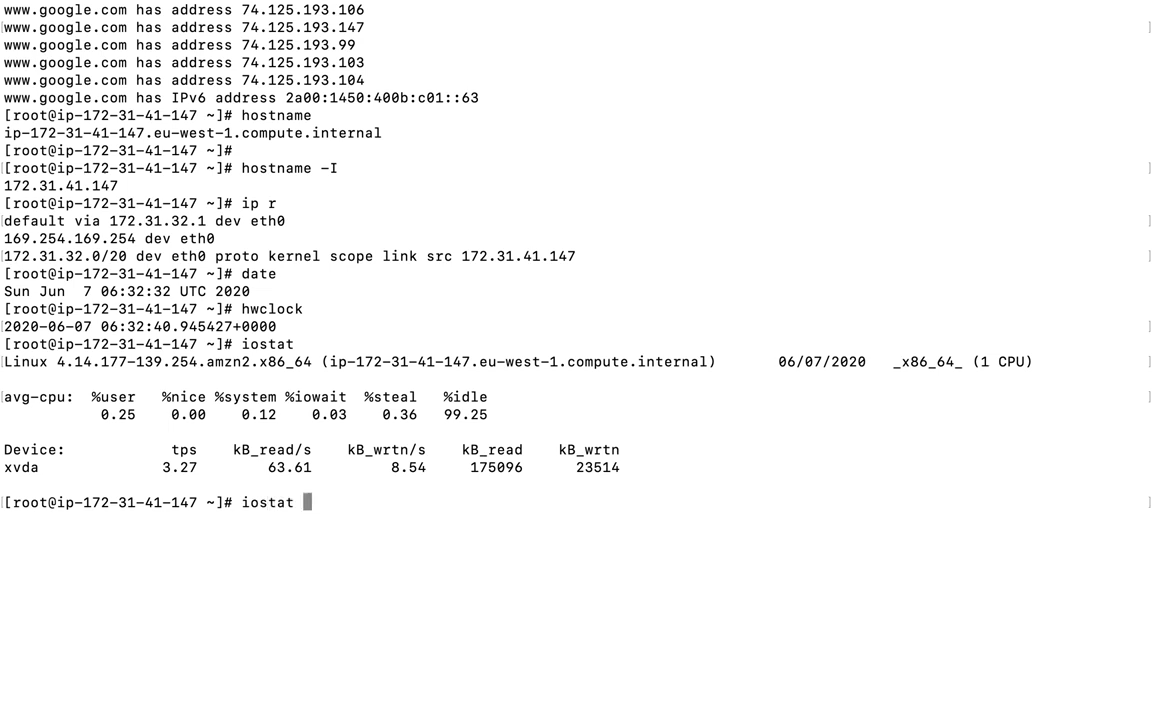 www.google.com has address 74.125.193.106
www.google.com has address 74.125.193.147
www.google.com has address 74.125.193.99
www.google.com has address 74.125.193.103
www.google.com has address 74.125.193.104
www.google.com has IPv6 address 2a00:1450:400b:c01::63
[root@ip-172-31-41-147 ~]# hostname
ip-172-31-41-147.eu-west-1.compute.internal
[root@ip-172-31-41-147 ~]#
[root@ip-172-31-41-147 ~]# hostname -I
172.31.41.147
[root@ip-172-31-41-147 ~]# ip r
default via 172.31.32.1 dev eth0
169.254.169.254 dev eth0
172.31.32.0/20 dev eth0 proto kernel scope link src 172.31.41.147
[root@ip-172-31-41-147 ~]# date
Sun Jun  7 06:32:32 UTC 2020
[root@ip-172-31-41-147 ~]# hwclock
2020-06-07 06:32:40.945427+0000
[root@ip-172-31-41-147 ~]# iostat
Linux 4.14.177-139.254.amzn2.x86_64 (ip-172-31-41-147.eu-west-1.compute.internal)       06/07/2020   _x86_64_ (1 CPU)
avg-cpu:  %user   %nice %system %iowait  %steal   %idle
           0.25    0.00    0.12    0.03    0.36   99.25
Device:            tps    kB_read/s    kB_wrtn/s    kB_read    kB_wrtn
xvda              3.27        63.61         8.54     175096      23514
[root@ip-172-31-41-147 ~]# iostat